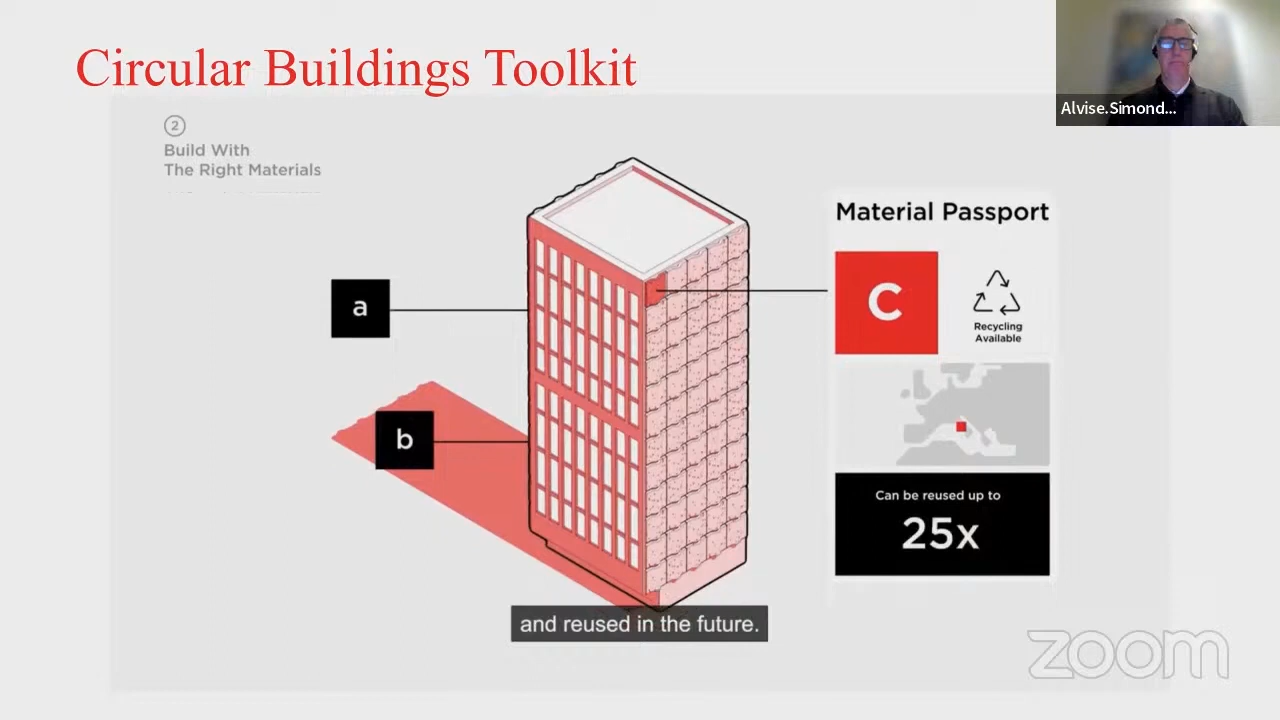 Circular Buildings Toolkit
Alvise.Simond...
2
Build With
The Right Materials
Material Passport
a
C
Recycling
Available
b
Can be reused up to
25x
and reused in the future.
zoom